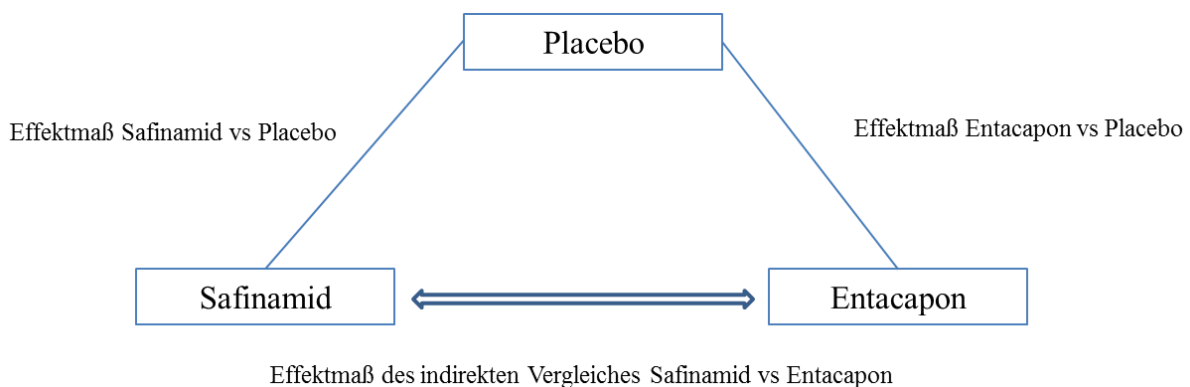 Placebo
Effektmaß Safinamid vs Placebo
Effektmaß Entacapon vs Placebo
Safinamid
Entacapon
Effektmaß des indirekten Vergleiches Safinamid vs Entacapon